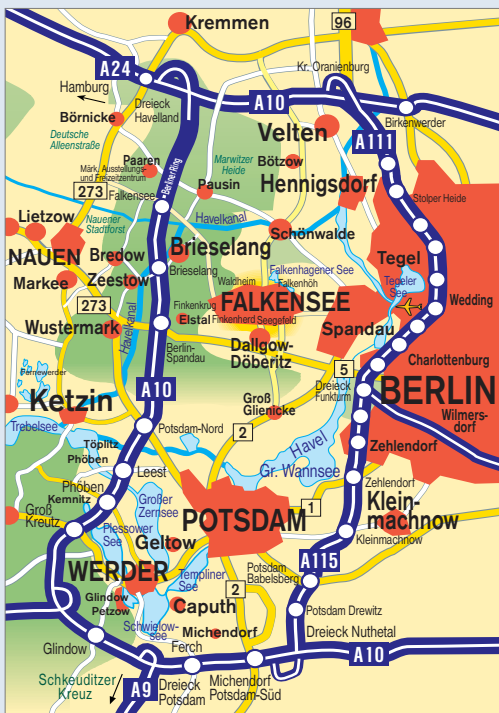 Kremmen
96
A24
Kr. Oranienburg
Hamburg
Dreieck
Havelland
A10
Birkenwerder
Börnicke
Velten
Deutsche
Alleenstraße
A111
Märk. Ausstellungs-
und Freizeitzentrum
Paaren
Marwitzer
Heide
Bötzow
Hennigsdorf
273
Falkensee
Berliner Ring
Pausin
Stolper Heide
Lietzow
Nauener
Stadtforst
Havelkanal
Schönwalde
NAUEN
Bredow
Brieselang
Tegel
Markee
Zeestow
Brieselang
Waldheim
Falkenhagener See
Falkenhöh
Tegeler
See
273
Finkenkrug
FALKENSEE
Wedding
Wustermark
Elstal
Finkenherd
Seegefeld
Spandau
Havelkanal
Berlin-
Spandau
Dallgow-
Döberitz
Charlottenburg
5
Dreieck
Funkturm
BERLIN
A10
Ketzin
Groß
Glienicke
Wilmers-
dorf
Trebelsee
Potsdam-Nord
2
Töplitz
Phöben
Havel
Zehlendorf
Leest
Gr. Wannsee
Phöben
Kemnitz
Großer
Zernsee
Zehlendorf
Groß
Kreutz
Plessower
See
POTSDAM
1
Klein-
machnow
Geltow
Kleinmachnow
WERDER
Templiner
See
Potsdam
Babelsberg
A115
Glindow
Petzow
Caputh
2
Potsdam Drewitz
Schwielow-
see
Michendorf
Dreieck Nuthetal
Glindow
Ferch
A10
Schkeuditzer
Kreuz
A9
Dreieck
Potsdam
Michendorf
Potsdam-Süd